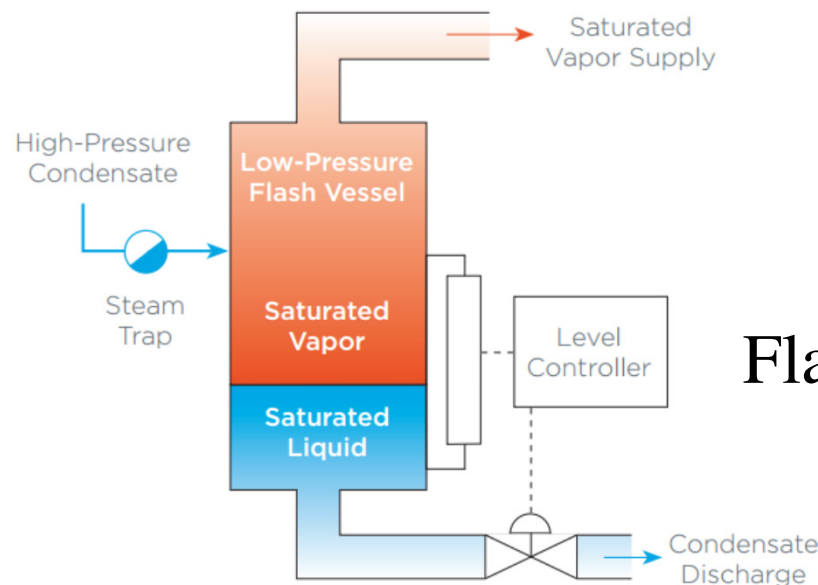 Saturated
Vapor Supply
High-Pressure
Condensate
Low-Pressure
Flash Vessel
Steam
Trap
Saturated
Vapor
Level
Controller
Saturated
Liquid
Condensate
Discharge